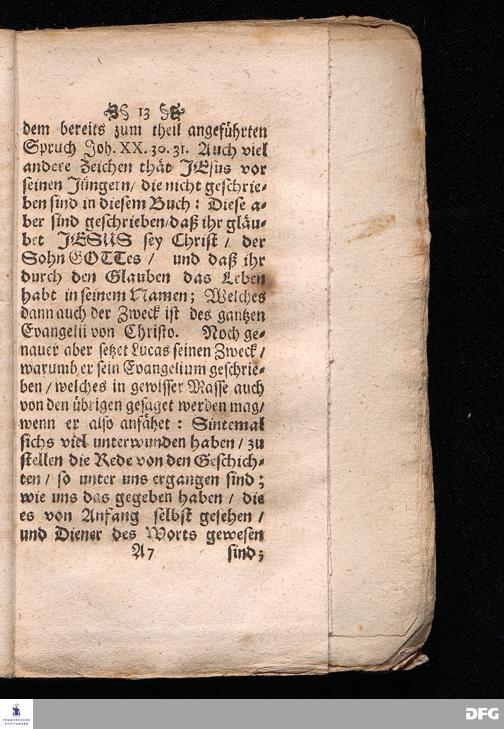 13
dem bereits zum theil angeführten
Spruch Joh. XX. 30. 31. Auch viel
andere Zeichen thät JEsus vor
seinen Jüngern / die nicht geschrie-
ben sind in diesem Buch: Diese a-
ber sind geschrieben / daß ihr gläu-
bet JESUS sey Christ / der
Sohn GOTTes / und daß ihr
durch den Glauben das Leben
habt in seinem Namen; Welches
dann auch der Zweck ist des gantzen
Evangelii von Christo. Noch ge-
nauer aber setzet Lucas seinen Zweck /
warumb er sein Evangelium geschrie-
ben / welches in gewisser Masse auch
von den übrigen gesaget werden mag /
wenn er also anfähet: Sintemal
sichs viel unterwunden haben / zu
stellen die Rede von den Geschich-
ten / so unter uns ergangen sind;
wie uns das gegeben haben / die
es von Anfang selbst gesehen /
und Diener des Worts gewesen
A7 sind;
FRANCKESCHE STIFTUNGEN
DFG